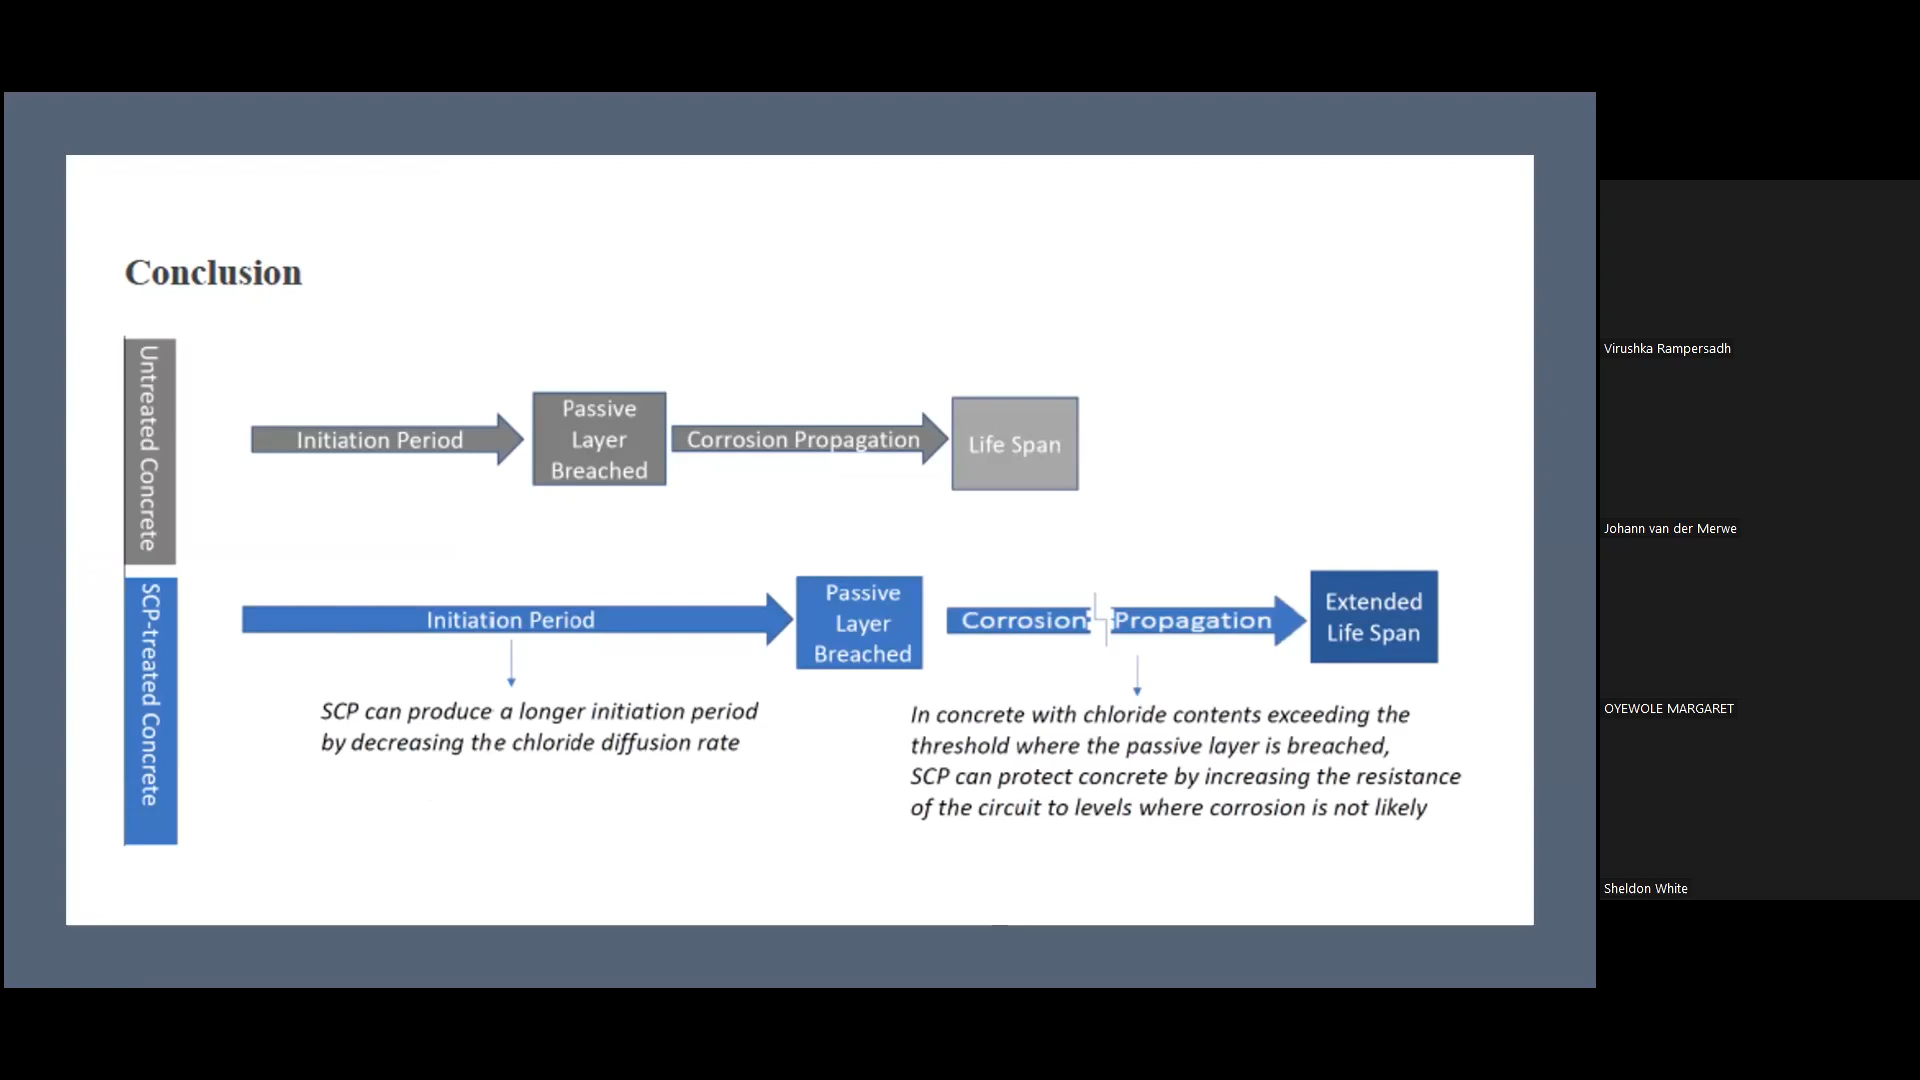 Conclusion
Untreated Concrete
Initiation Period
Passive
Layer
Breached
Corrosion Propagation
Life Span
SCP-treated Concrete
Initiation Period
Passive
Layer
Breached
Corrosion Propagation
Extended
Life Span
SCP can produce a longer initiation period
by decreasing the chloride diffusion rate
In concrete with chloride contents exceeding the
threshold where the passive layer is breached,
SCP can protect concrete by increasing the resistance
of the circuit to levels where corrosion is not likely
Virushka Rampersadh
Johann van der Merwe
OYEWOLE MARGARET
Sheldon White